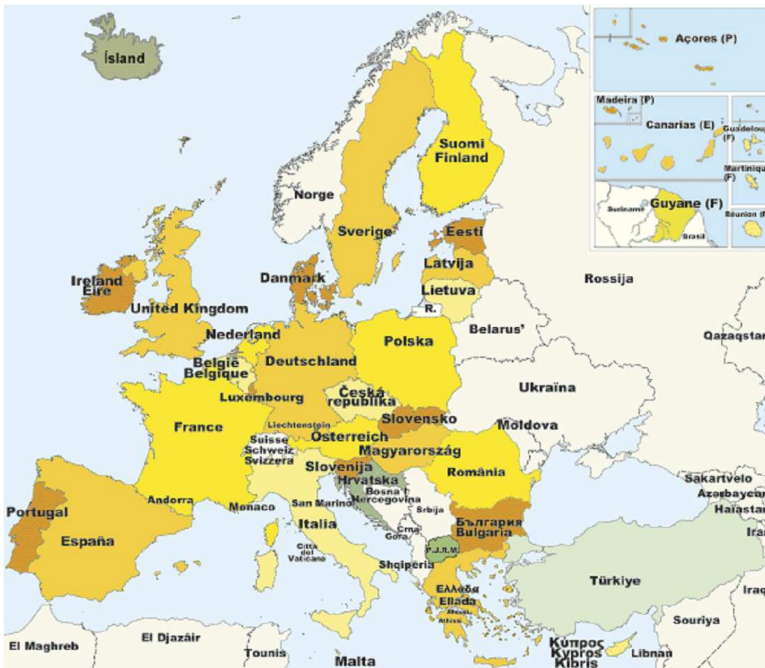 Ísland
Açores (P)
Madeira (P)
Canarias (E)
Guadeloupe
(F)
Martinique
(F)
Guyane (F)
Suriname
Brasil
Réunion (F)
Suomi
Finland
Norge
Sverige
Eesti
Latvija
Lietuva
R.
Rossija
Danmark
Ireland
Éire
United Kingdom
Nederland
België
Belgique
Luxembourg
Deutschland
Polska
Belarus'
Qazaqstan
Ukraïna
Česká
republika
Slovensko
Moldova
France
Liechtenstein
Suisse
Schweiz
Svizzera
Österreich
Magyarország
România
Slovenija
Hrvatska
Bosna i
Hercegovina
Srbija
Crna
Gora
Andorra
Monaco
San Marino
Italia
Città
del
Vaticano
Portugal
España
България
Bulgaria
P.J.R.M.
Shqipëria
Ελλάδα
Ellada
Sakartvelo
Azərbaycan
Haïastan
Iran
Türkiye
Iraq
Souriya
Κύπρος
Kypros
Kıbrıs
Libnan
El Maghreb
El Djazâir
Tounis
Malta